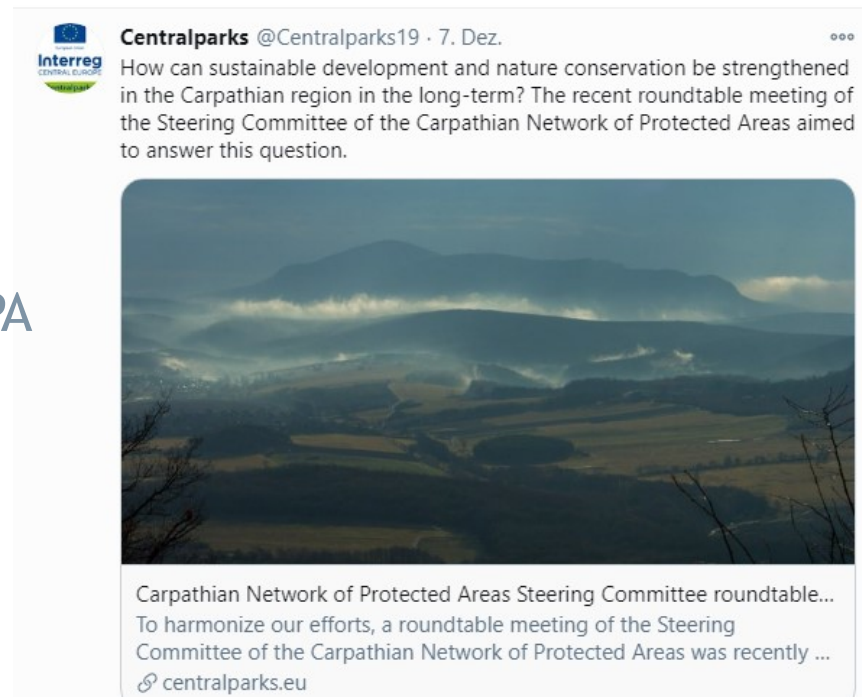 Centralparks @Centralparks19 · 7. Dez.
How can sustainable development and nature conservation be strengthened
in the Carpathian region in the long-term? The recent roundtable meeting of
the Steering Committee of the Carpathian Network of Protected Areas aimed
to answer this question.
Interreg
CENTRAL EUROPE
PA
Carpathian Network of Protected Areas Steering Committee roundtable...
To harmonize our efforts, a roundtable meeting of the Steering
Committee of the Carpathian Network of Protected Areas was recently ...
centralparks.eu